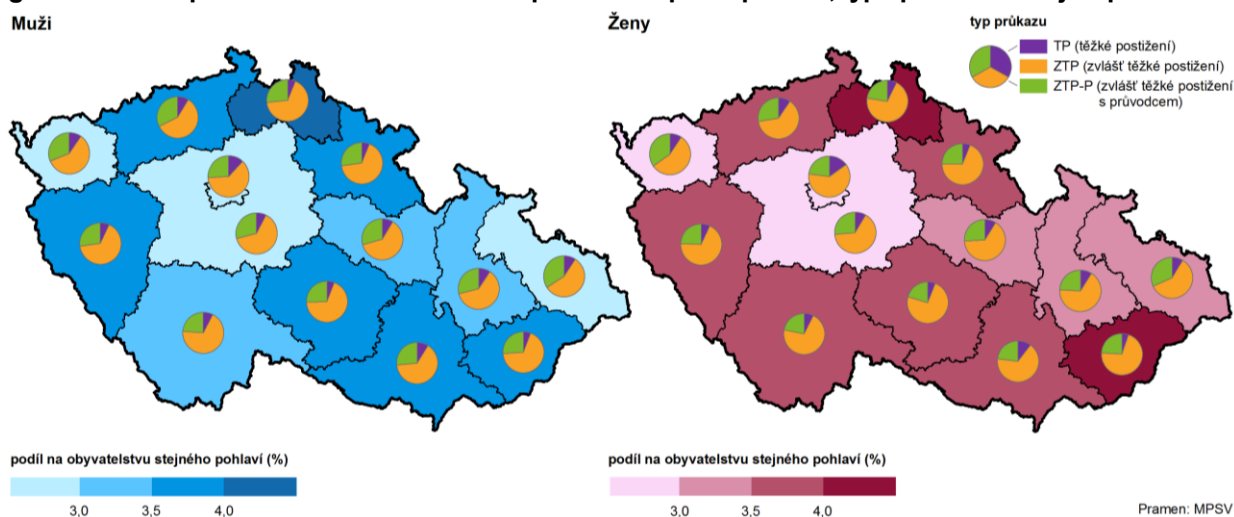 Muži
Ženy
typ průkazu
TP (těžké postižení)
ZTP (zvlášť těžké postižení)
ZTP-P (zvlášť těžké postižení
s průvodcem)
podíl na obyvatelstvu stejného pohlaví (%)
3,0 3,5 4,0
podíl na obyvatelstvu stejného pohlaví (%)
3,0 3,5 4,0
Pramen: MPSV